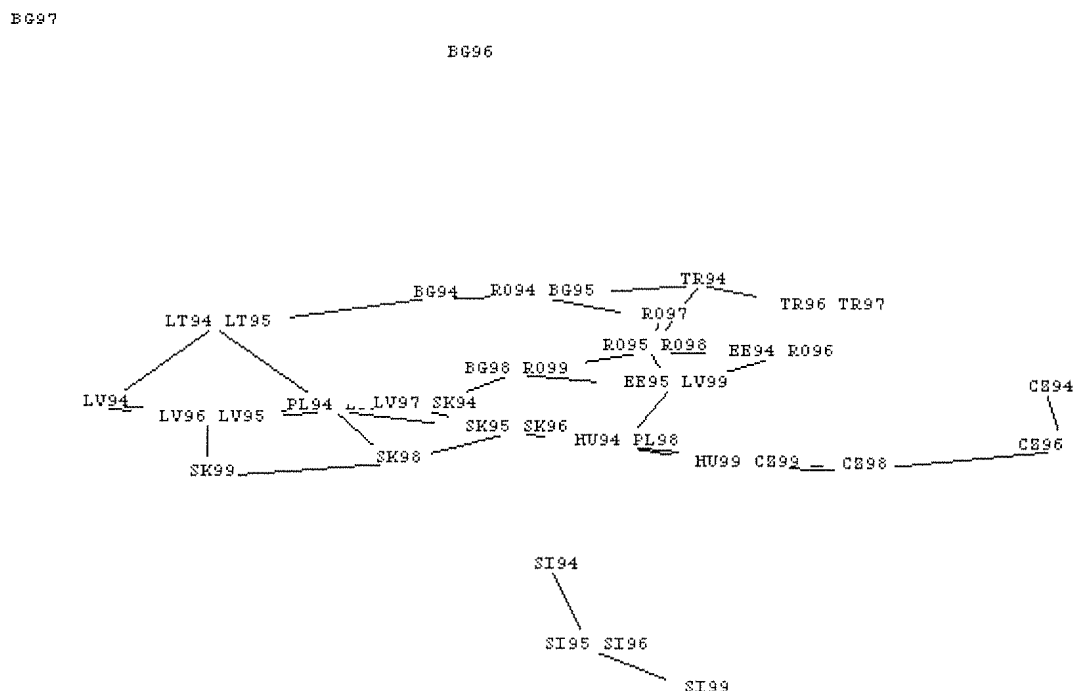 BG97
BG96
TR94
BG94 RO94 BG95
TR96 TR97
RO97
LT94 LT95
RO95 RO98
EE94 RO96
BG98 RO99
EE95 LV99
CZ94
LV94
PL94 LV97 SK94
LV96 LV95
SK95 SK96
HU94 PL98
CZ96
SK98
HU99 CZ99 CZ98
SK99
SI94
SI95 SI96
SI99